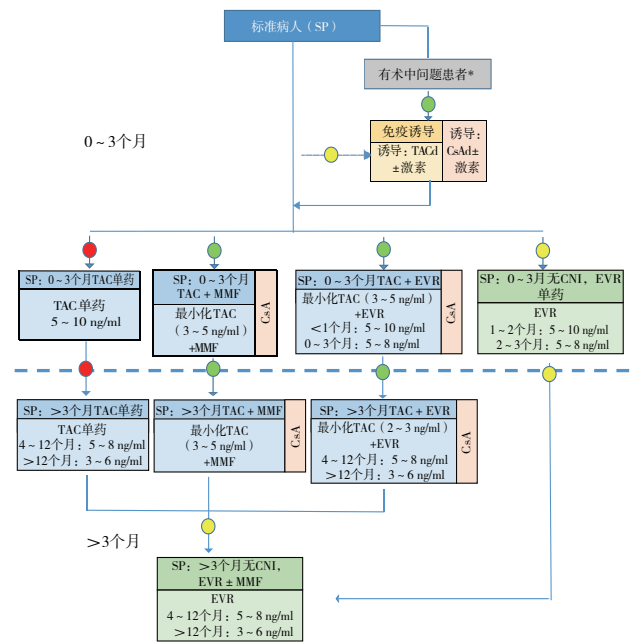 标准病人（SP）
有术中问题患者*
0～3个月
免疫诱导
诱导：TACd
±激素
诱导：
CsAd±
激素
SP：0～3个月TAC单药
TAC单药
5～10 ng/ml
SP：0～3个月
TAC + MMF
最小化TAC
（3～5 ng/ml）
+MMF
CsA
SP：0～3个月TAC + EVR
最小化TAC（3～5 ng/ml）
+EVR
＜1个月：5～10 ng/ml
0～3个月：5～8 ng/ml
CsA
SP：0～3月无CNI，EVR
单药
EVR
1～2个月：5～10 ng/ml
2～3个月：5～8 ng/ml
SP：＞3个月TAC单药
TAC单药
4～12个月：5～8 ng/ml
＞12个月：3～6 ng/ml
SP：＞3个月TAC + MMF
最小化TAC
（3～5 ng/ml）
+MMF
CsA
SP：＞3个月TAC + EVR
最小化TAC（2～3 ng/ml）
+EVR
4～12个月：5～8 ng/ml
＞12个月：3～6 ng/ml
CsA
＞3个月
SP：＞3个月无CNI，
EVR ± MMF
EVR
4～12个月：5～8 ng/ml
＞12个月：3～6 ng/ml